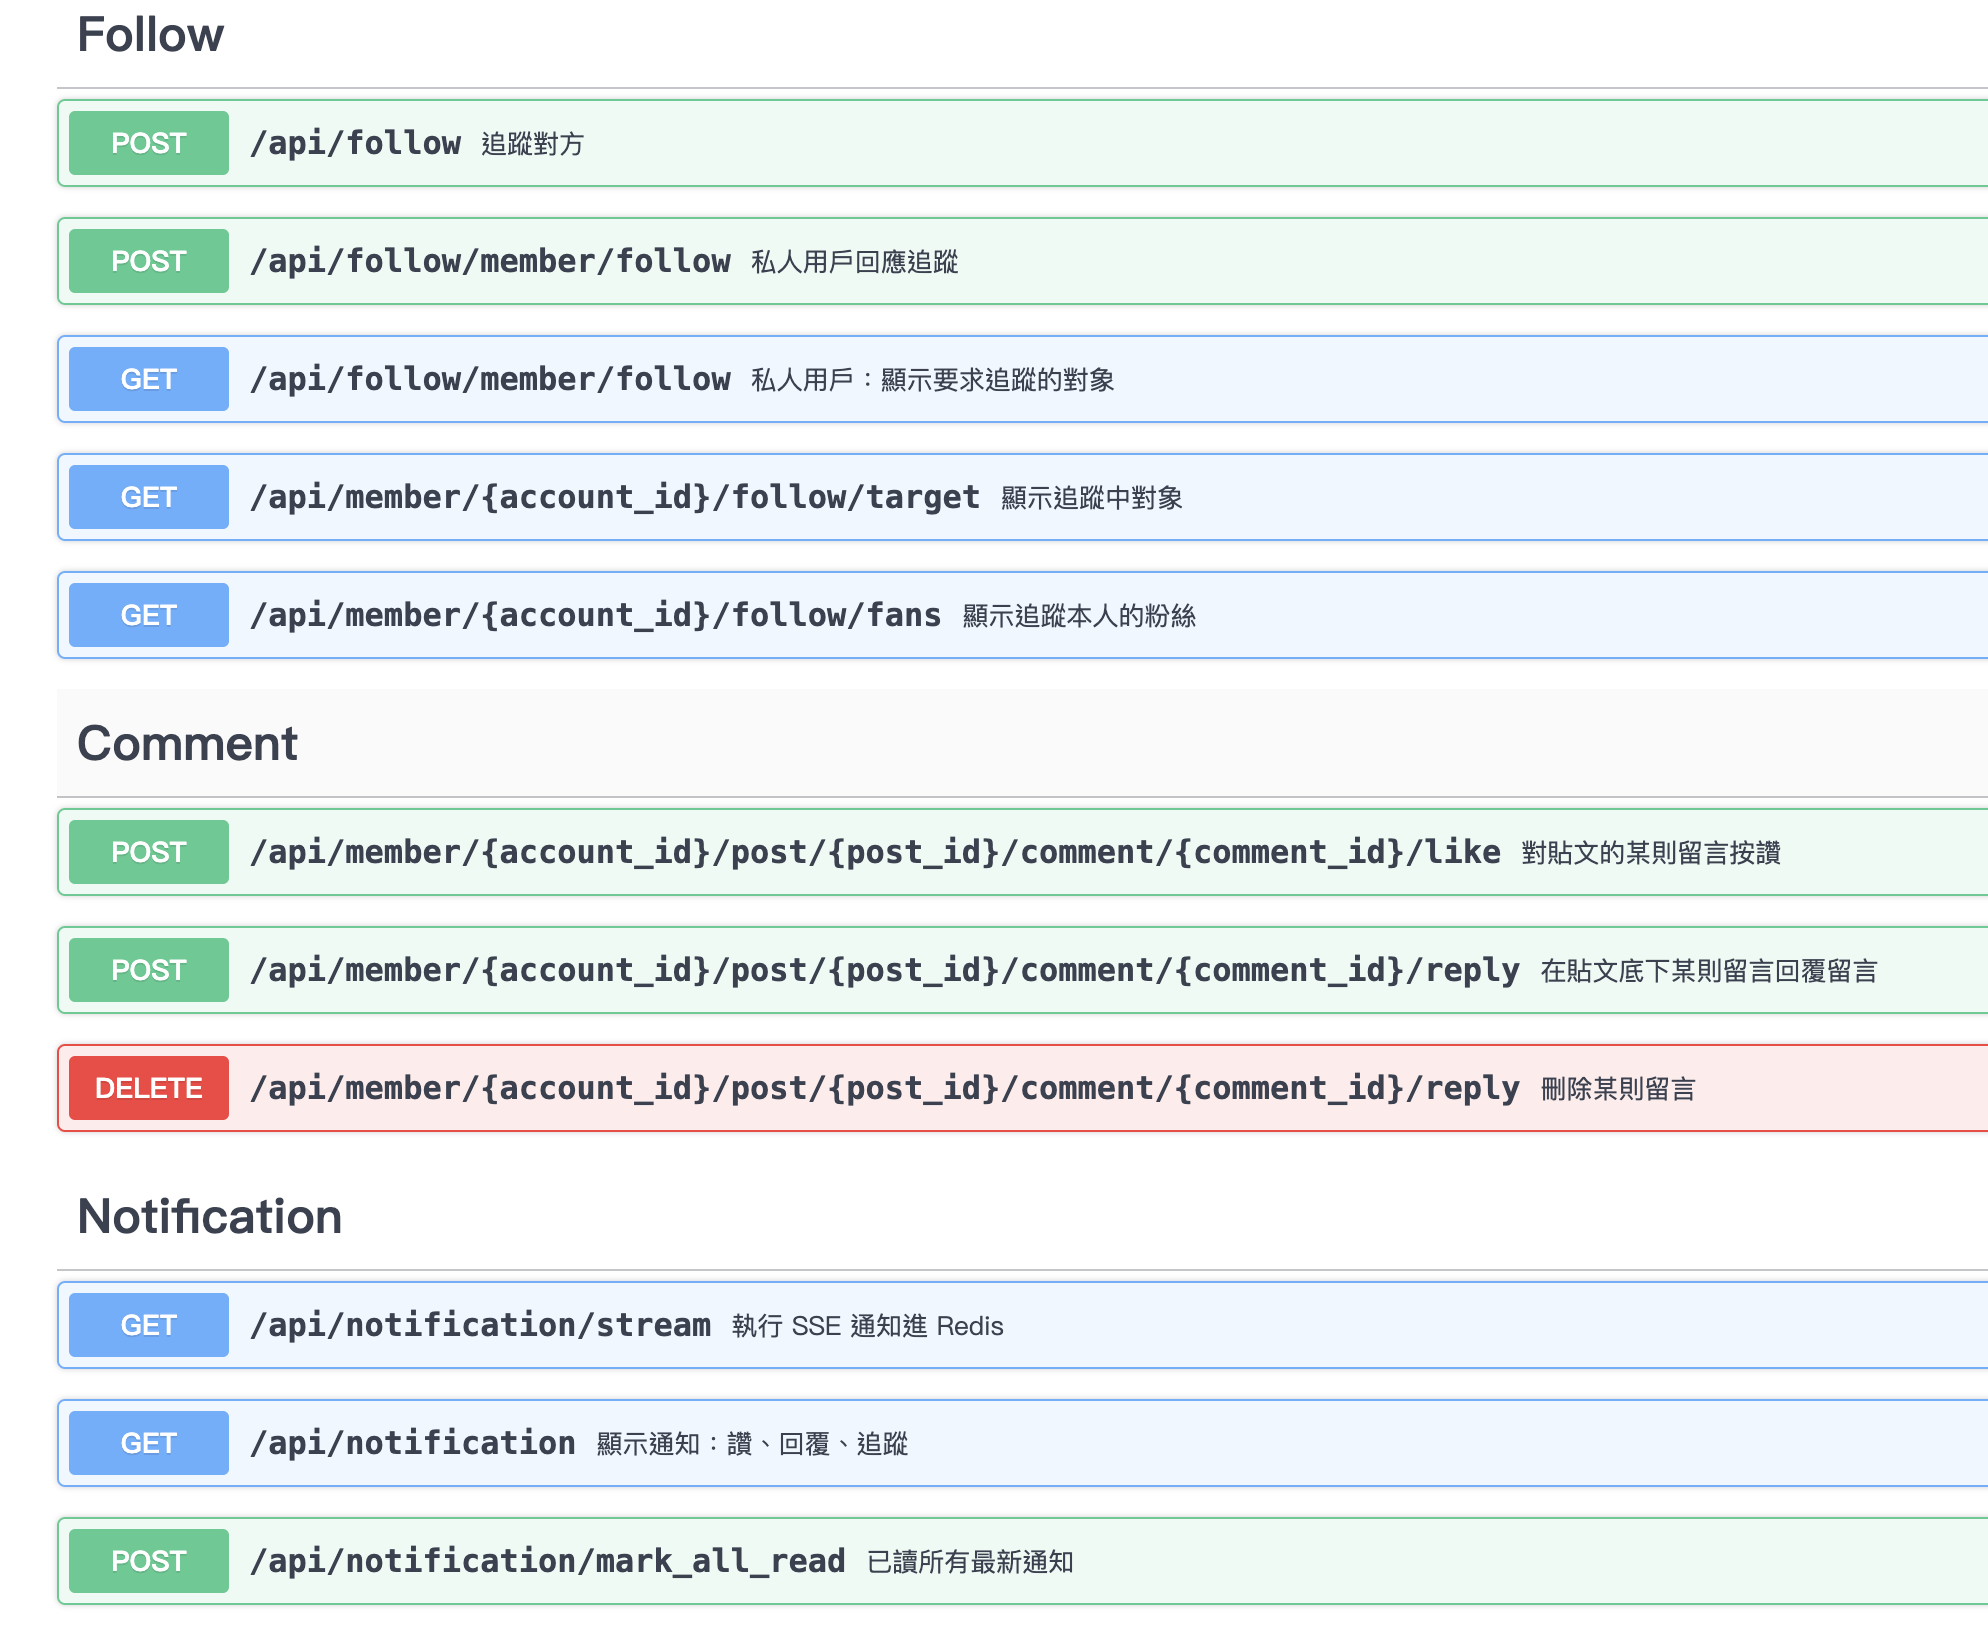 Follow
POST /api/follow 追蹤對方
POST /api/follow/member/follow 私人用戶回應追蹤
GET /api/follow/member/follow 私人用戶：顯示要求追蹤的對象
GET /api/member/{account_id}/follow/target 顯示追蹤中對象
GET /api/member/{account_id}/follow/fans 顯示追蹤本人的粉絲
Comment
POST /api/member/{account_id}/post/{post_id}/comment/{comment_id}/like 對貼文的某則留言按讚
POST /api/member/{account_id}/post/{post_id}/comment/{comment_id}/reply 在貼文底下某則留言回覆留言
DELETE /api/member/{account_id}/post/{post_id}/comment/{comment_id}/reply 刪除某則留言
Notification
GET /api/notification/stream 執行 SSE 通知進 Redis
GET /api/notification 顯示通知：讚、回覆、追蹤
POST /api/notification/mark_all_read 已讀所有最新通知